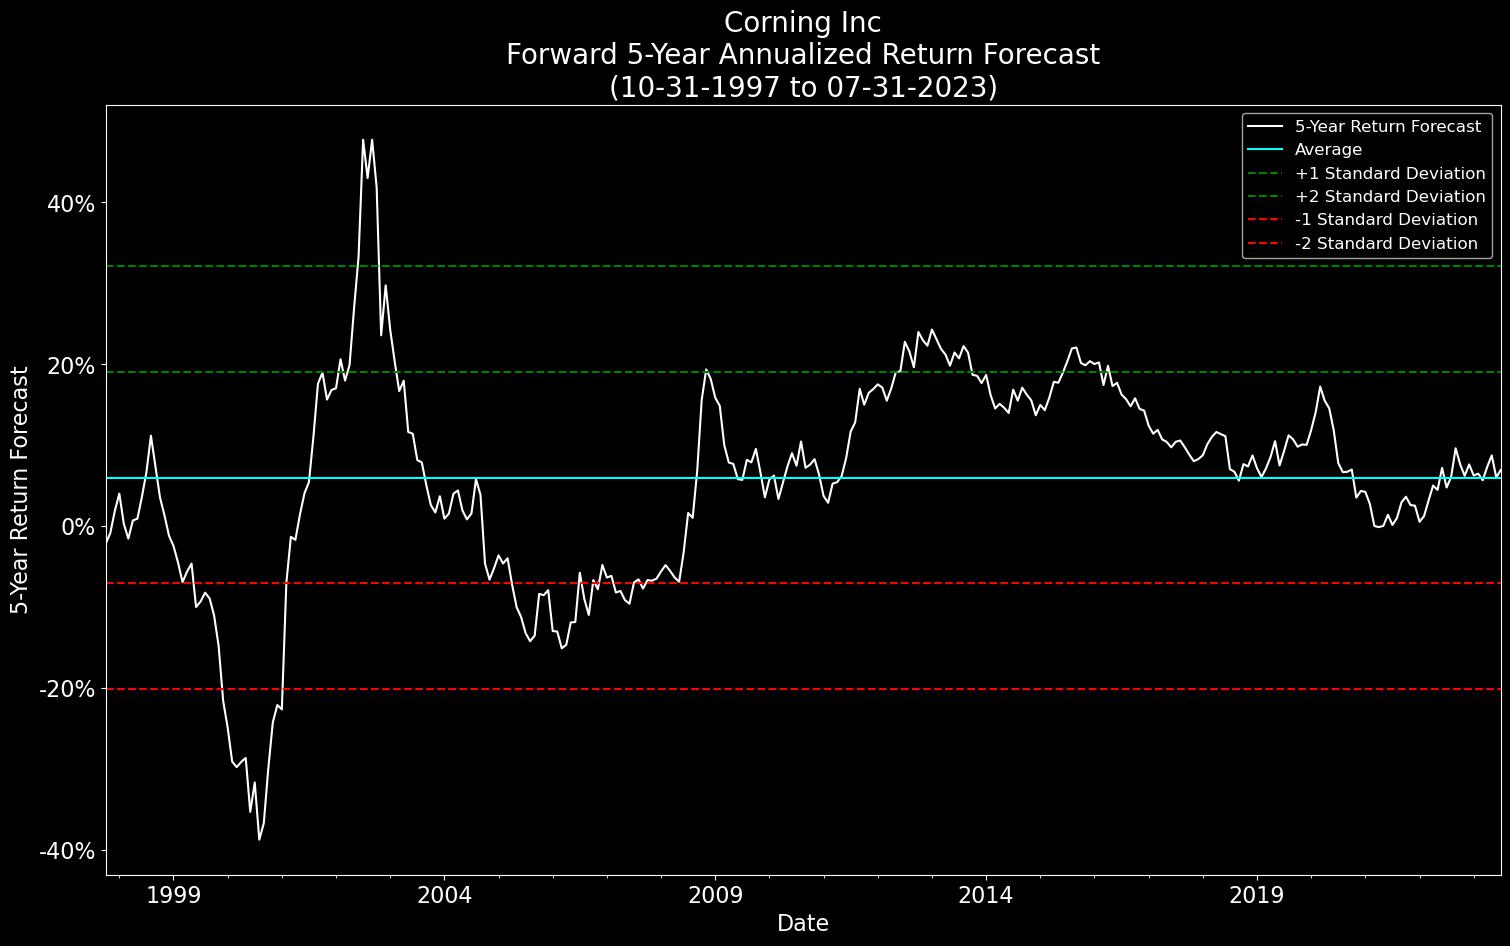 Corning Inc
Forward 5-Year Annualized Return Forecast
(10-31-1997 to 07-31-2023)
5-Year Return Forecast
Average
+1 Standard Deviation
+2 Standard Deviation
-1 Standard Deviation
-2 Standard Deviation
5-Year Return Forecast
40%
20%
0%
-20%
-40%
1999 2004 2009 2014 2019
Date